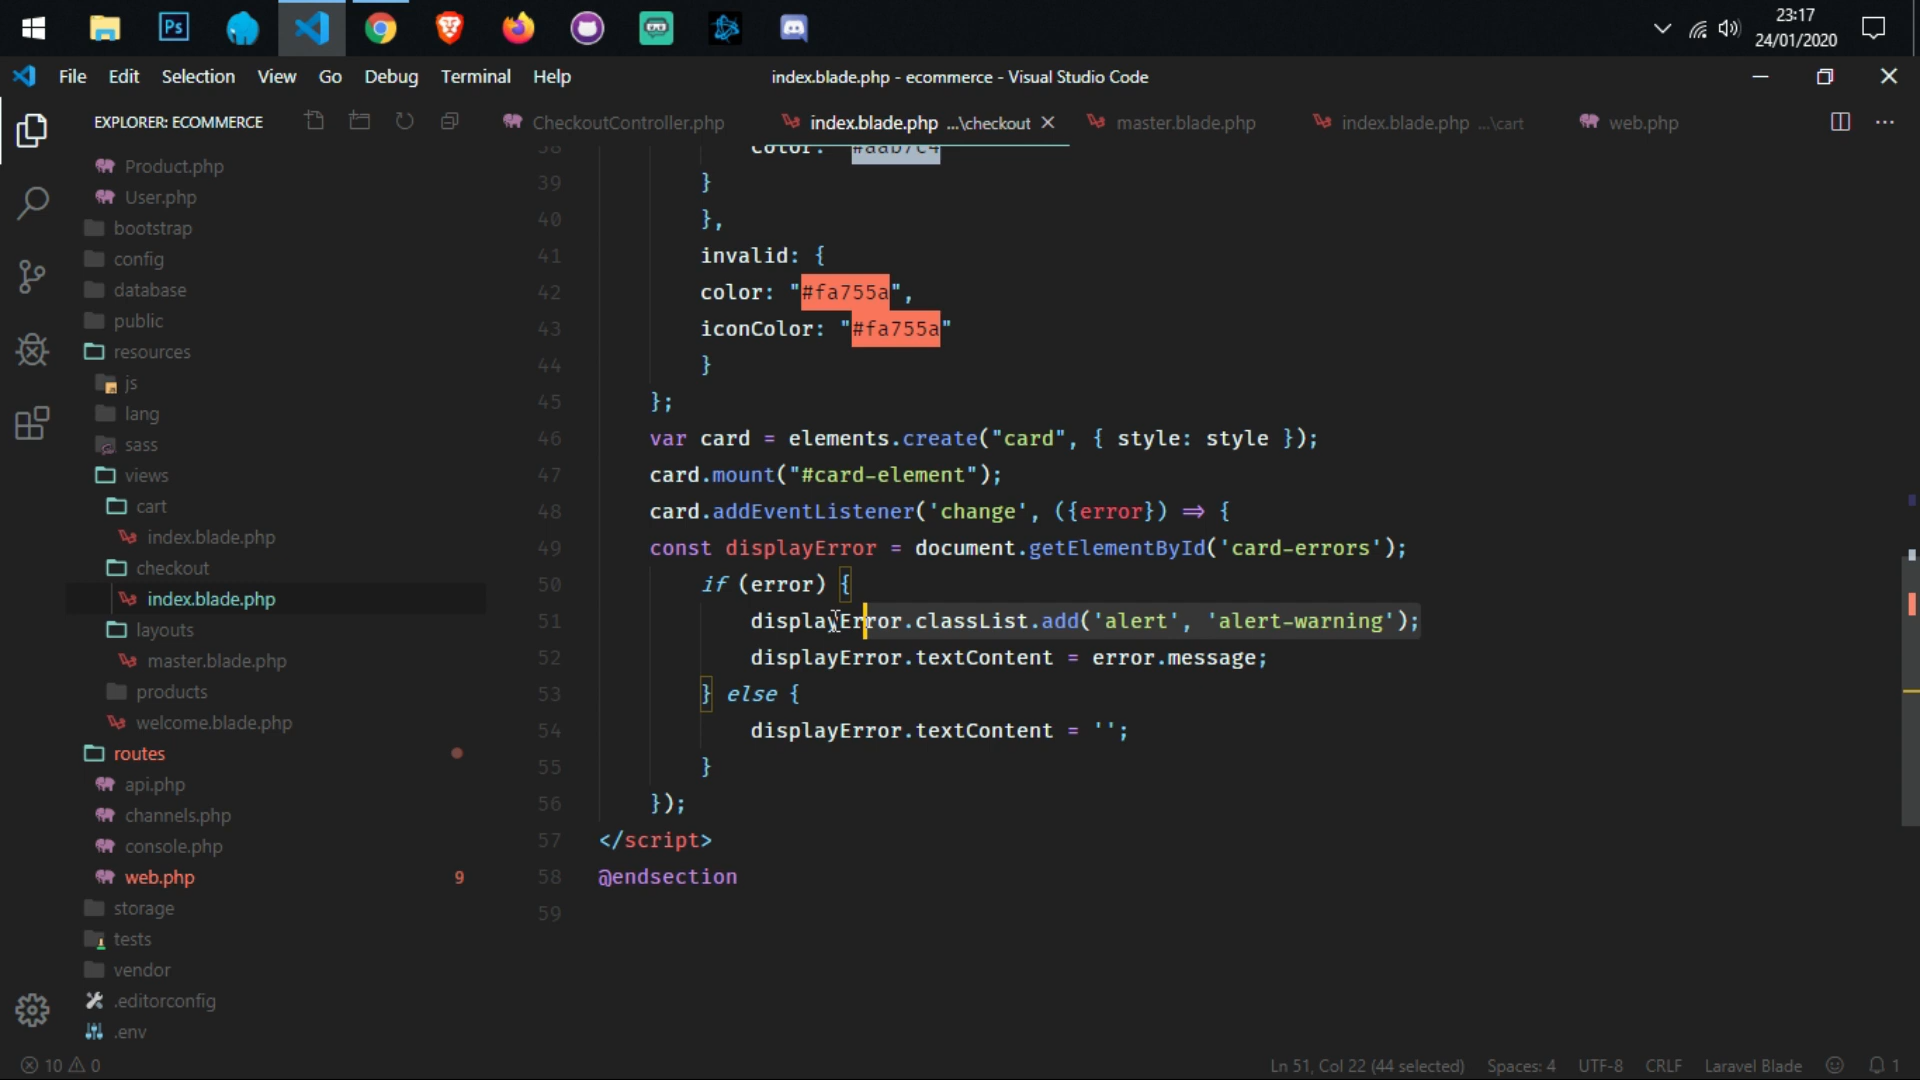 Ps
23:17
24/01/2020
File Edit Selection View Go Debug Terminal Help
index.blade.php - ecommerce - Visual Studio Code
EXPLORER: ECOMMERCE
CheckoutController.php
index.blade.php ...\checkout
master.blade.php
index.blade.php ...\cart
web.php
Product.php
User.php
bootstrap
config
database
public
resources
js
lang
sass
views
cart
index.blade.php
checkout
index.blade.php
layouts
master.blade.php
products
welcome.blade.php
routes
api.php
channels.php
console.php
web.php 9
storage
tests
vendor
.editorconfig
.env
38 color: "#aab7c4
39 }
40 },
41 invalid: {
42 color: "#fa755a",
43 iconColor: "#fa755a"
44 }
45 };
46 var card = elements.create("card", { style: style });
47 card.mount("#card-element");
48 card.addEventListener('change', ({error}) => {
49 const displayError = document.getElementById('card-errors');
50 if (error) {
51 displayError.classList.add('alert', 'alert-warning');
52 displayError.textContent = error.message;
53 } else {
54 displayError.textContent = '';
55 }
56 });
57 </script>
58 @endsection
59
10 0
Ln 51, Col 22 (44 selected) Spaces: 4 UTF-8 CRLF Laravel Blade 1